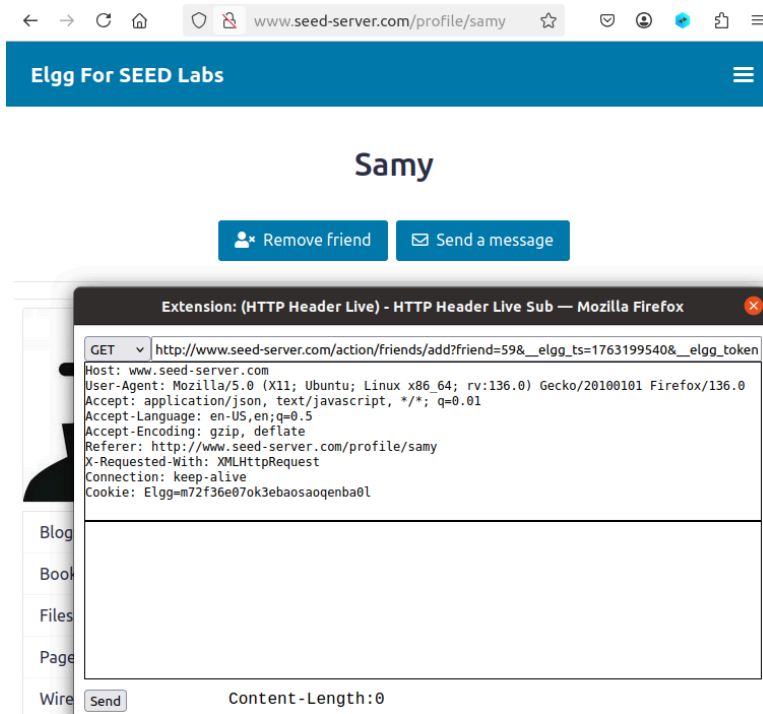 www.seed-server.com/profile/samy
Elgg For SEED Labs
Samy
Remove friend
Send a message
Extension: (HTTP Header Live) - HTTP Header Live Sub — Mozilla Firefox
GET http://www.seed-server.com/action/friends/add?friend=59&__elgg_ts=1763199540&__elgg_token
Host: www.seed-server.com
User-Agent: Mozilla/5.0 (X11; Ubuntu; Linux x86_64; rv:136.0) Gecko/20100101 Firefox/136.0
Accept: application/json, text/javascript, */*; q=0.01
Accept-Language: en-US,en;q=0.5
Accept-Encoding: gzip, deflate
Referer: http://www.seed-server.com/profile/samy
X-Requested-With: XMLHttpRequest
Connection: keep-alive
Cookie: Elgg=m72f36e07ok3ebaosaoqenba0l
Blog
Book
Files
Page
Wire
Send
Content-Length:0